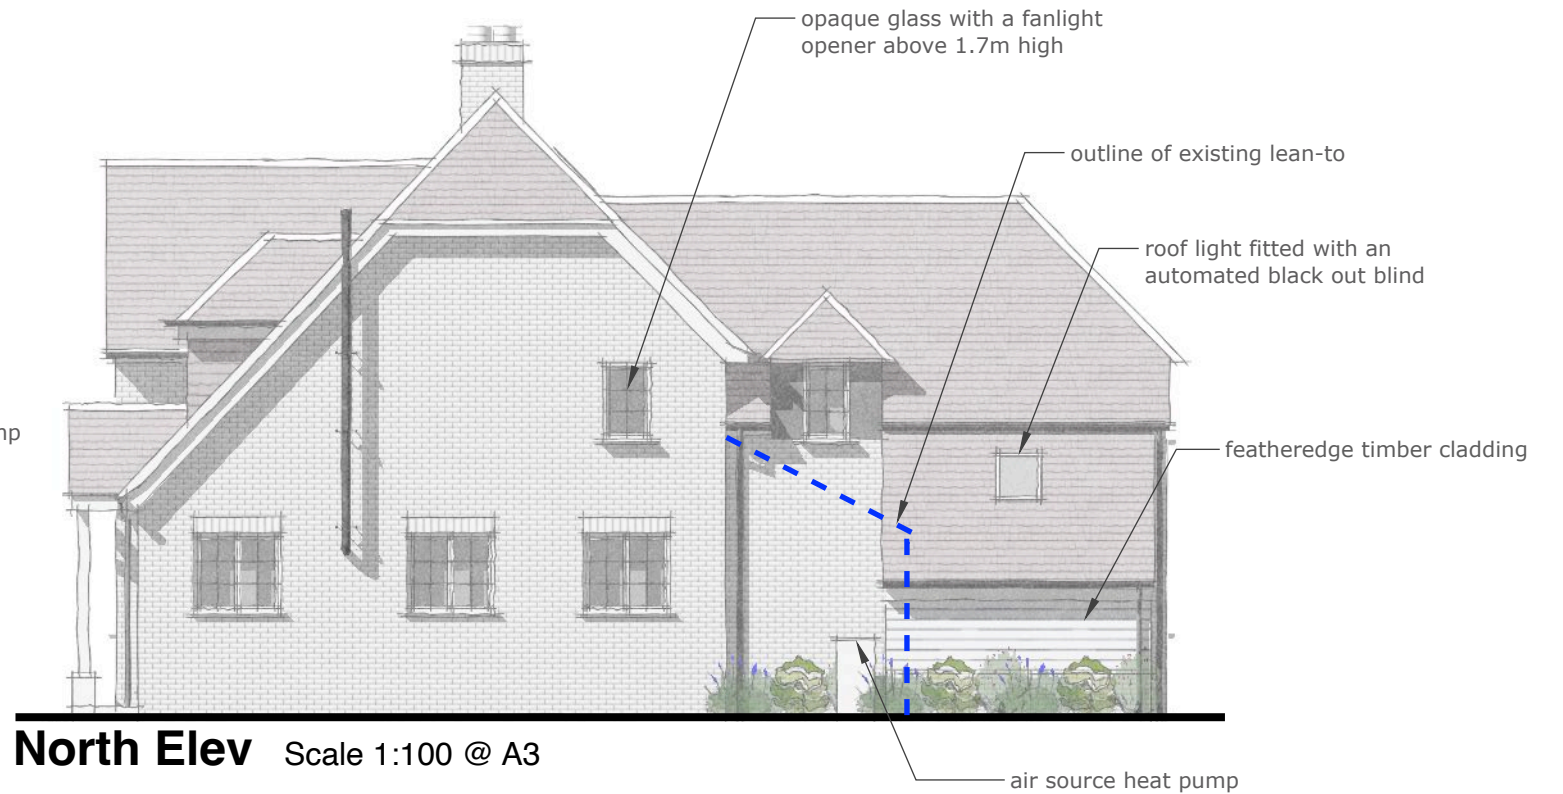 opaque glass with a fanlight
opener above 1.7m high
outline of existing lean-to
roof light fitted with an
automated black out blind
featheredge timber cladding
air source heat pump
North Elev Scale 1:100 @ A3